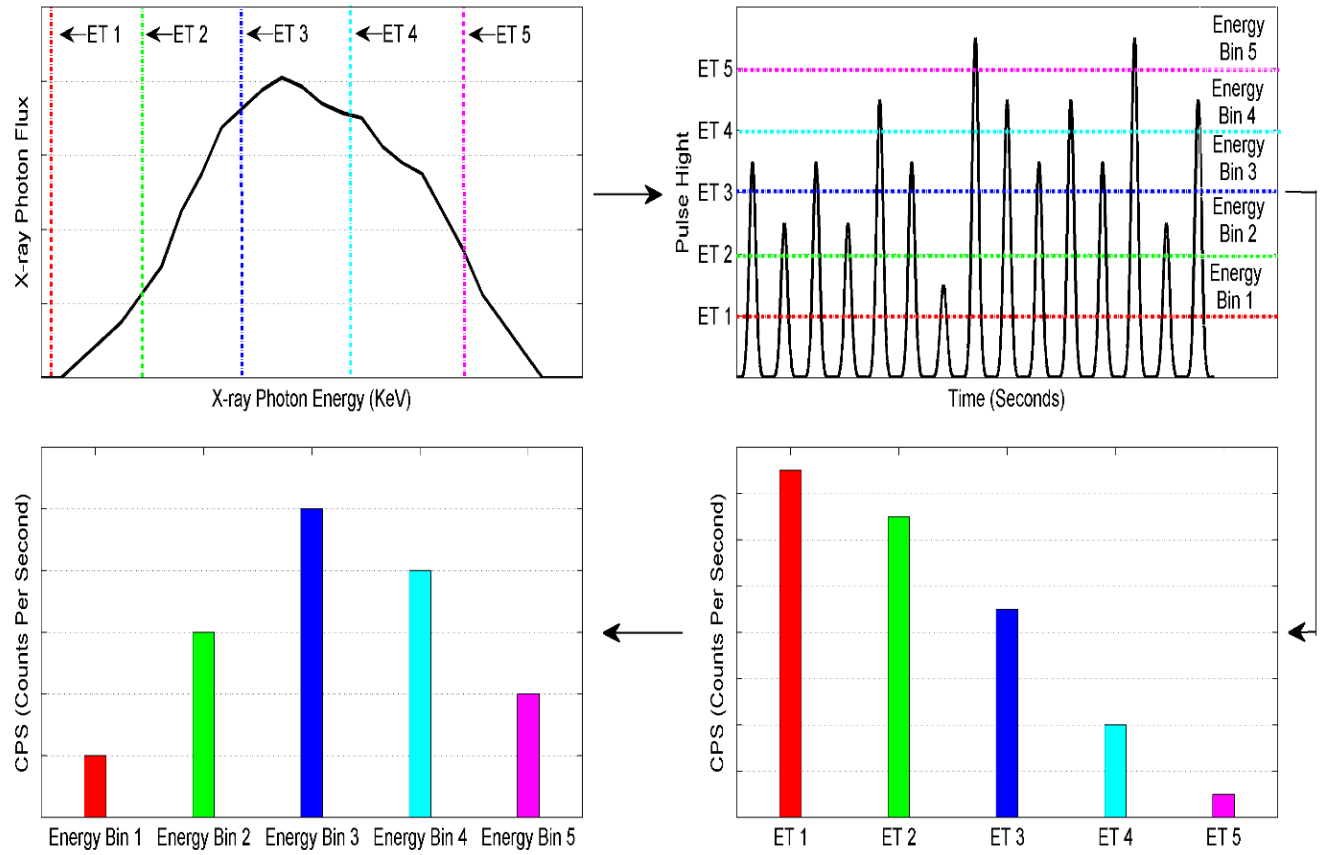 ET 1
ET 2
ET 3
ET 4
ET 5
X-ray Photon Flux
X-ray Photon Energy (KeV)
Pulse Hight
ET 5
ET 4
ET 3
ET 2
ET 1
Energy
Bin 5
Energy
Bin 4
Energy
Bin 3
Energy
Bin 2
Energy
Bin 1
Time (Seconds)
CPS (Counts Per Second)
Energy Bin 1
Energy Bin 2
Energy Bin 3
Energy Bin 4
Energy Bin 5
CPS (Counts Per Second)
ET 1
ET 2
ET 3
ET 4
ET 5